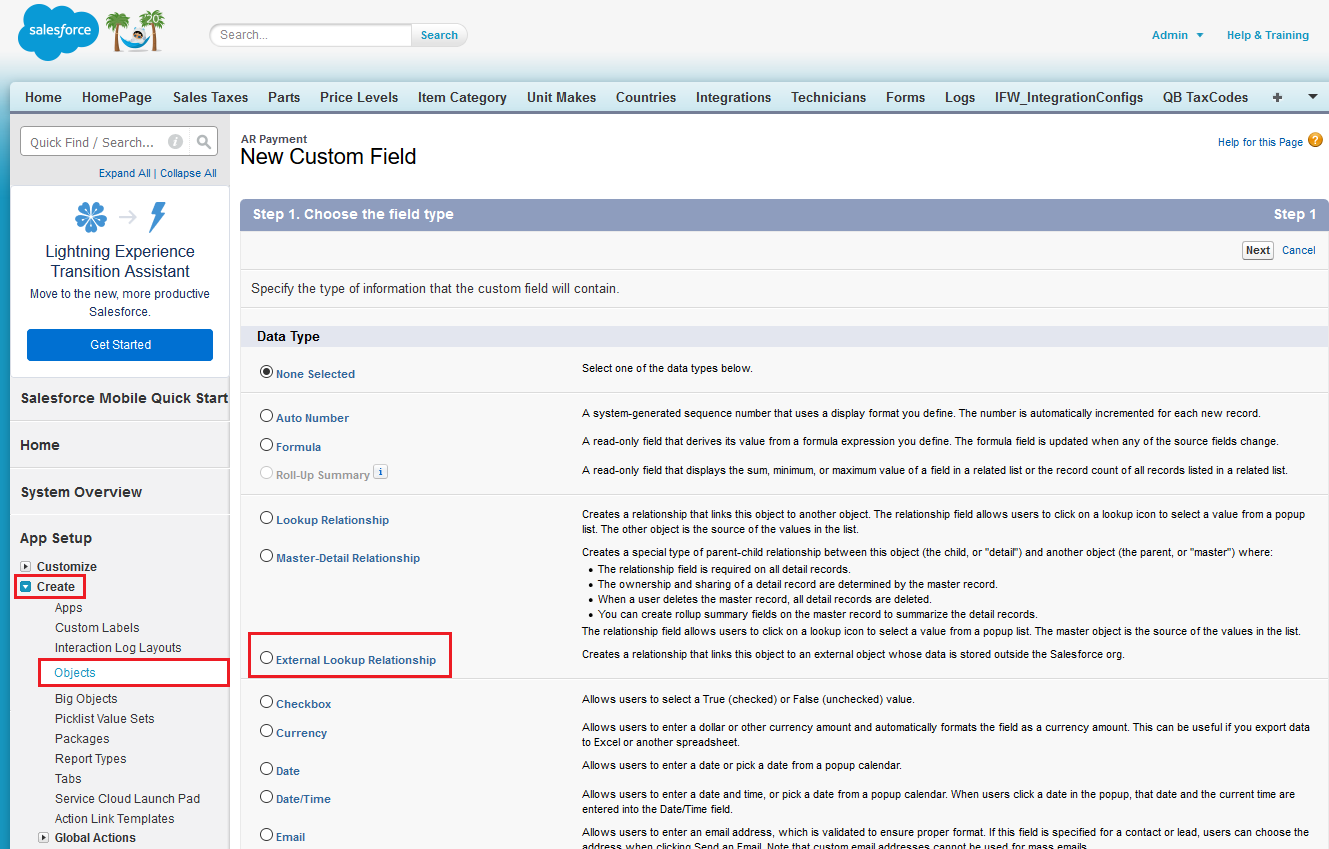 salesforce
20
Search...
Search
Admin
Help & Training
Home
HomePage
Sales Taxes
Parts
Price Levels
Item Category
Unit Makes
Countries
Integrations
Technicians
Forms
Logs
IFW_IntegrationConfigs
QB TaxCodes
+
Quick Find / Search...
i
Expand All | Collapse All
Lightning Experience
Transition Assistant
Move to the new, more productive
Salesforce.
Get Started
Salesforce Mobile Quick Start
Home
System Overview
App Setup
Customize
Create
Apps
Custom Labels
Interaction Log Layouts
Objects
Big Objects
Picklist Value Sets
Packages
Report Types
Tabs
Service Cloud Launch Pad
Action Link Templates
Global Actions
AR Payment
New Custom Field
Help for this Page ?
Step 1. Choose the field type
Step 1
Next
Cancel
Specify the type of information that the custom field will contain.
Data Type
None Selected
Select one of the data types below.
Auto Number
A system-generated sequence number that uses a display format you define. The number is automatically incremented for each new record.
Formula
A read-only field that derives its value from a formula expression you define. The formula field is updated when any of the source fields change.
Roll-Up Summary i
A read-only field that displays the sum, minimum, or maximum value of a field in a related list or the record count of all records listed in a related list.
Lookup Relationship
Creates a relationship that links this object to another object. The relationship field allows users to click on a lookup icon to select a value from a popup
list. The other object is the source of the values in the list.
Master-Detail Relationship
Creates a special type of parent-child relationship between this object (the child, or "detail") and another object (the parent, or "master") where:
• The relationship field is required on all detail records.
• The ownership and sharing of a detail record are determined by the master record.
• When a user deletes the master record, all detail records are deleted.
• You can create rollup summary fields on the master record to summarize the detail records.
The relationship field allows users to click on a lookup icon to select a value from a popup list. The master object is the source of the values in the list.
External Lookup Relationship
Creates a relationship that links this object to an external object whose data is stored outside the Salesforce org.
Checkbox
Allows users to select a True (checked) or False (unchecked) value.
Currency
Allows users to enter a dollar or other currency amount and automatically formats the field as a currency amount. This can be useful if you export data
to Excel or another spreadsheet.
Date
Allows users to enter a date or pick a date from a popup calendar.
Date/Time
Allows users to enter a date and time, or pick a date from a popup calendar. When users click a date in the popup, that date and the current time are
entered into the Date/Time field.
Email
Allows users to enter an email address, which is validated to ensure proper format. If this field is specified for a contact or lead, users can choose the
address when clicking Send an Email. Note that custom email addresses cannot be used for mass emails.